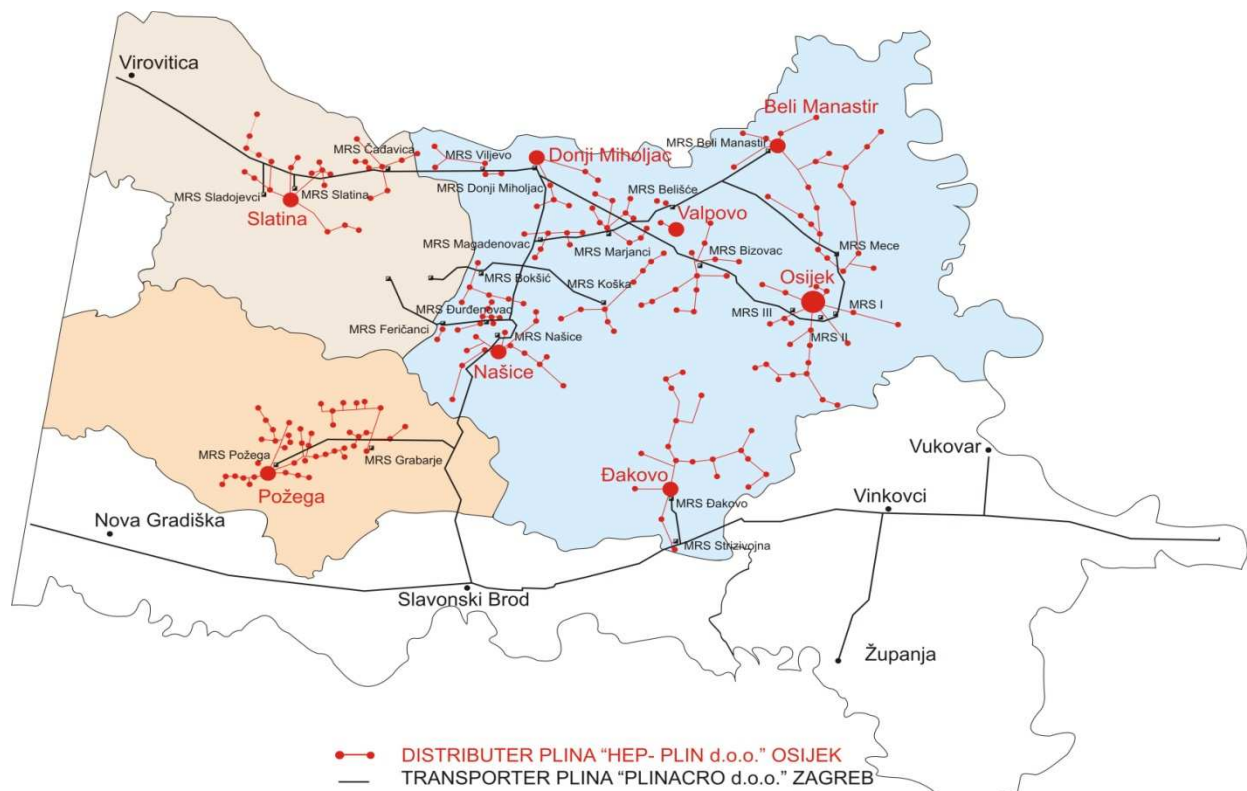 Virovitica
Beli Manastir
MRS Beli Manastir
MRS Čađavica
MRS Viljevo
Donji Miholjac
MRS Donji Miholjac
MRS Slatina
MRS Sladojevci
Slatina
MRS Belišće
Valpovo
MRS Magadenovac
MRS Marjanci
MRS Bizovac
MRS Mece
MRS Bokšić
MRS Koška
Osijek
MRS I
MRS III
MRS II
MRS Đurđenovac
MRS Feričanci
MRS Našice
Našice
MRS Požega
MRS Grabarje
Požega
Đakovo
MRS Đakovo
MRS Strizivojna
Vukovar
Vinkovci
Nova Gradiška
Slavonski Brod
Županja
DISTRIBUTER PLINA “HEP- PLIN d.o.o.” OSIJEK
TRANSPORTER PLINA “PLINACRO d.o.o.” ZAGREB